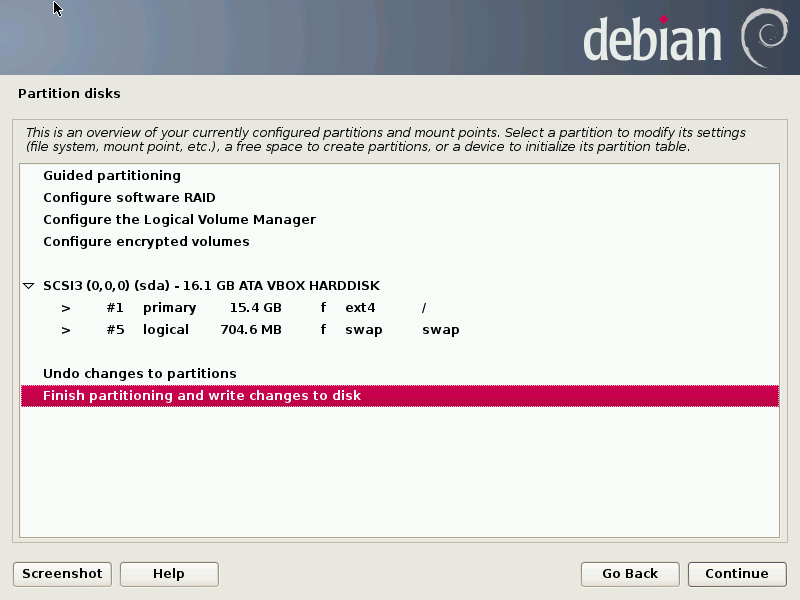 debian
Partition disks
This is an overview of your currently configured partitions and mount points. Select a partition to modify its settings
(file system, mount point, etc.), a free space to create partitions, or a device to initialize its partition table.
Guided partitioning
Configure software RAID
Configure the Logical Volume Manager
Configure encrypted volumes
SCSI3 (0,0,0) (sda) - 16.1 GB ATA VBOX HARDDISK
> #1 primary 15.4 GB f ext4 /
> #5 logical 704.6 MB f swap swap
Undo changes to partitions
Finish partitioning and write changes to disk
Screenshot Help Go Back Continue